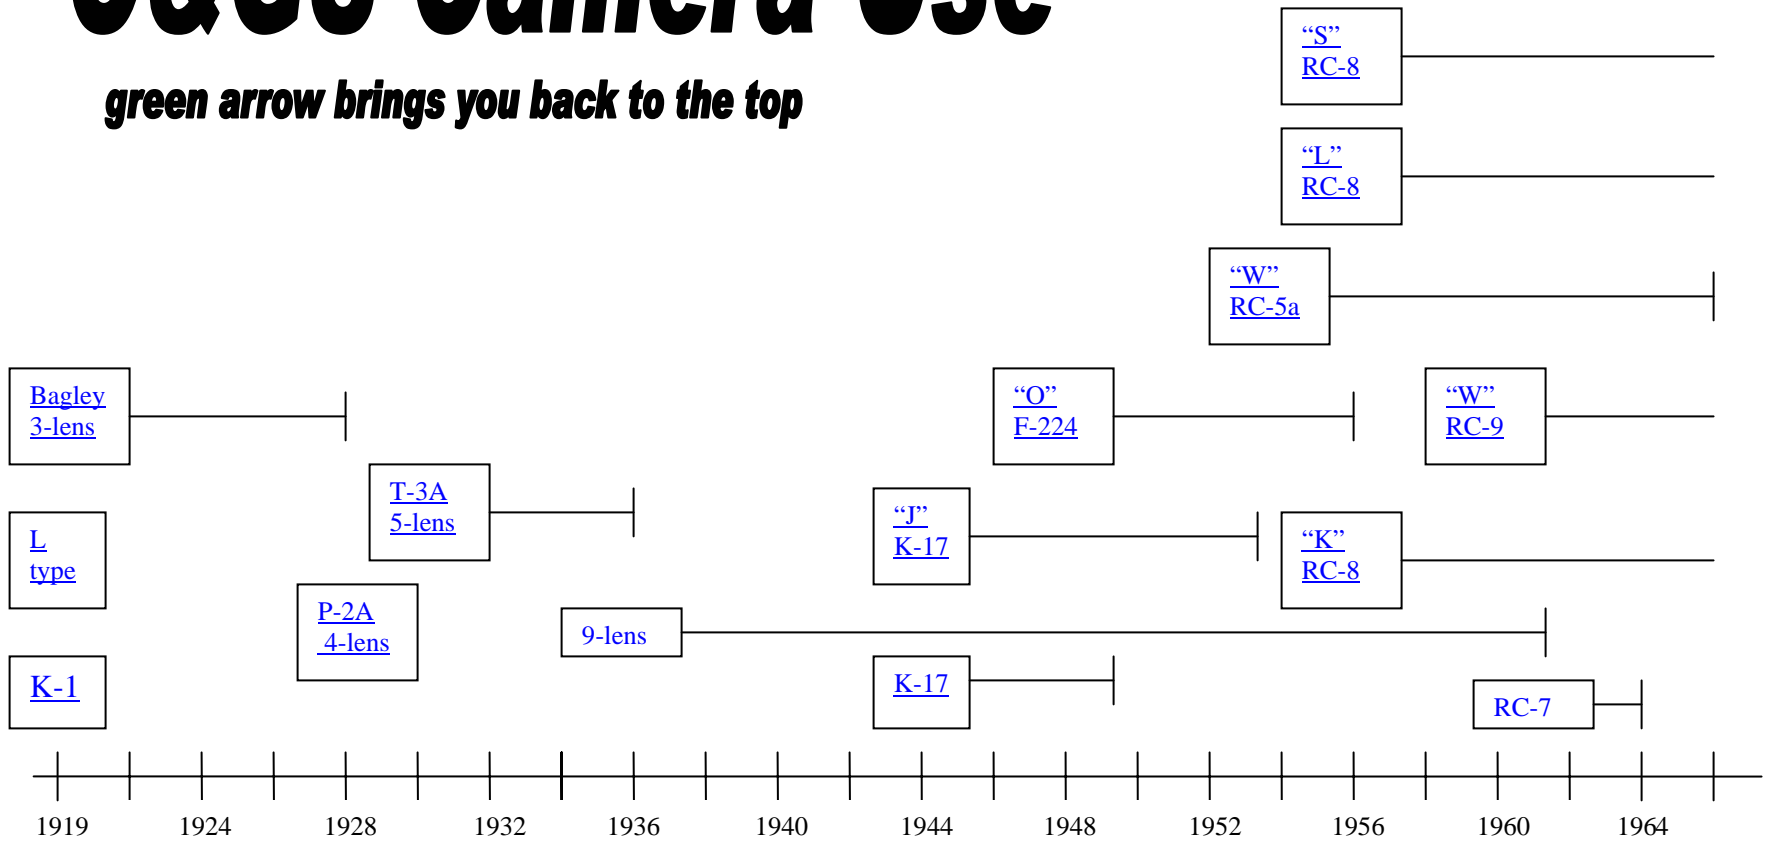 green arrow brings you back to the top
“S”
RC-8
“L”
RC-8
“W”
RC-5a
Bagley
3-lens
“O”
F-224
“W”
RC-9
T-3A
5-lens
“J”
K-17
L
type
“K”
RC-8
P-2A
4-lens
9-lens
K-1
K-17
RC-7
1919 1924 1928 1932 1936 1940 1944 1948 1952 1956 1960 1964